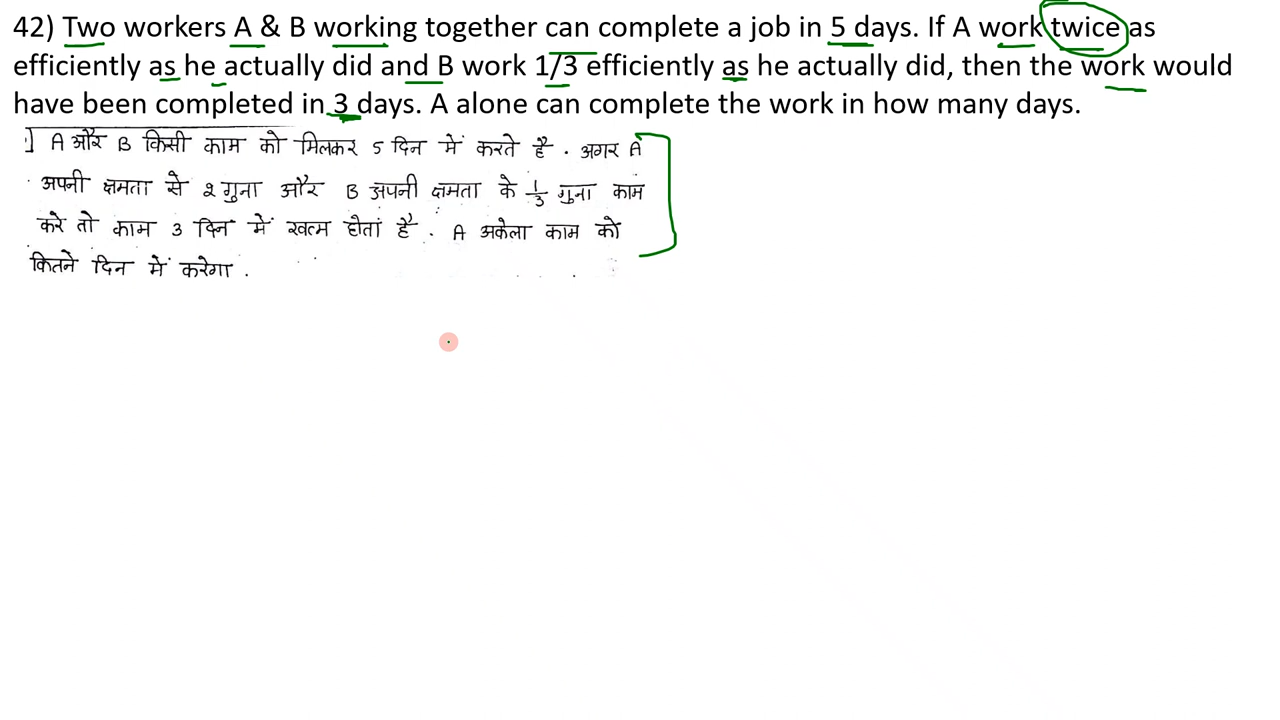 42) Two workers A & B working together can complete a job in 5 days. If A work twice as
efficiently as he actually did and B work 1/3 efficiently as he actually did, then the work would
have been completed in 3 days. A alone can complete the work in how many days.
A और B किसी काम को मिलकर 5 दिन में करते है . अगर A
अपनी क्षमता से 2 गुना और B अपनी क्षमता के 1/3 गुना काम
करे तो काम 3 दिन में खत्म होता है . A अकेला काम को
कितने दिन में करेगा .